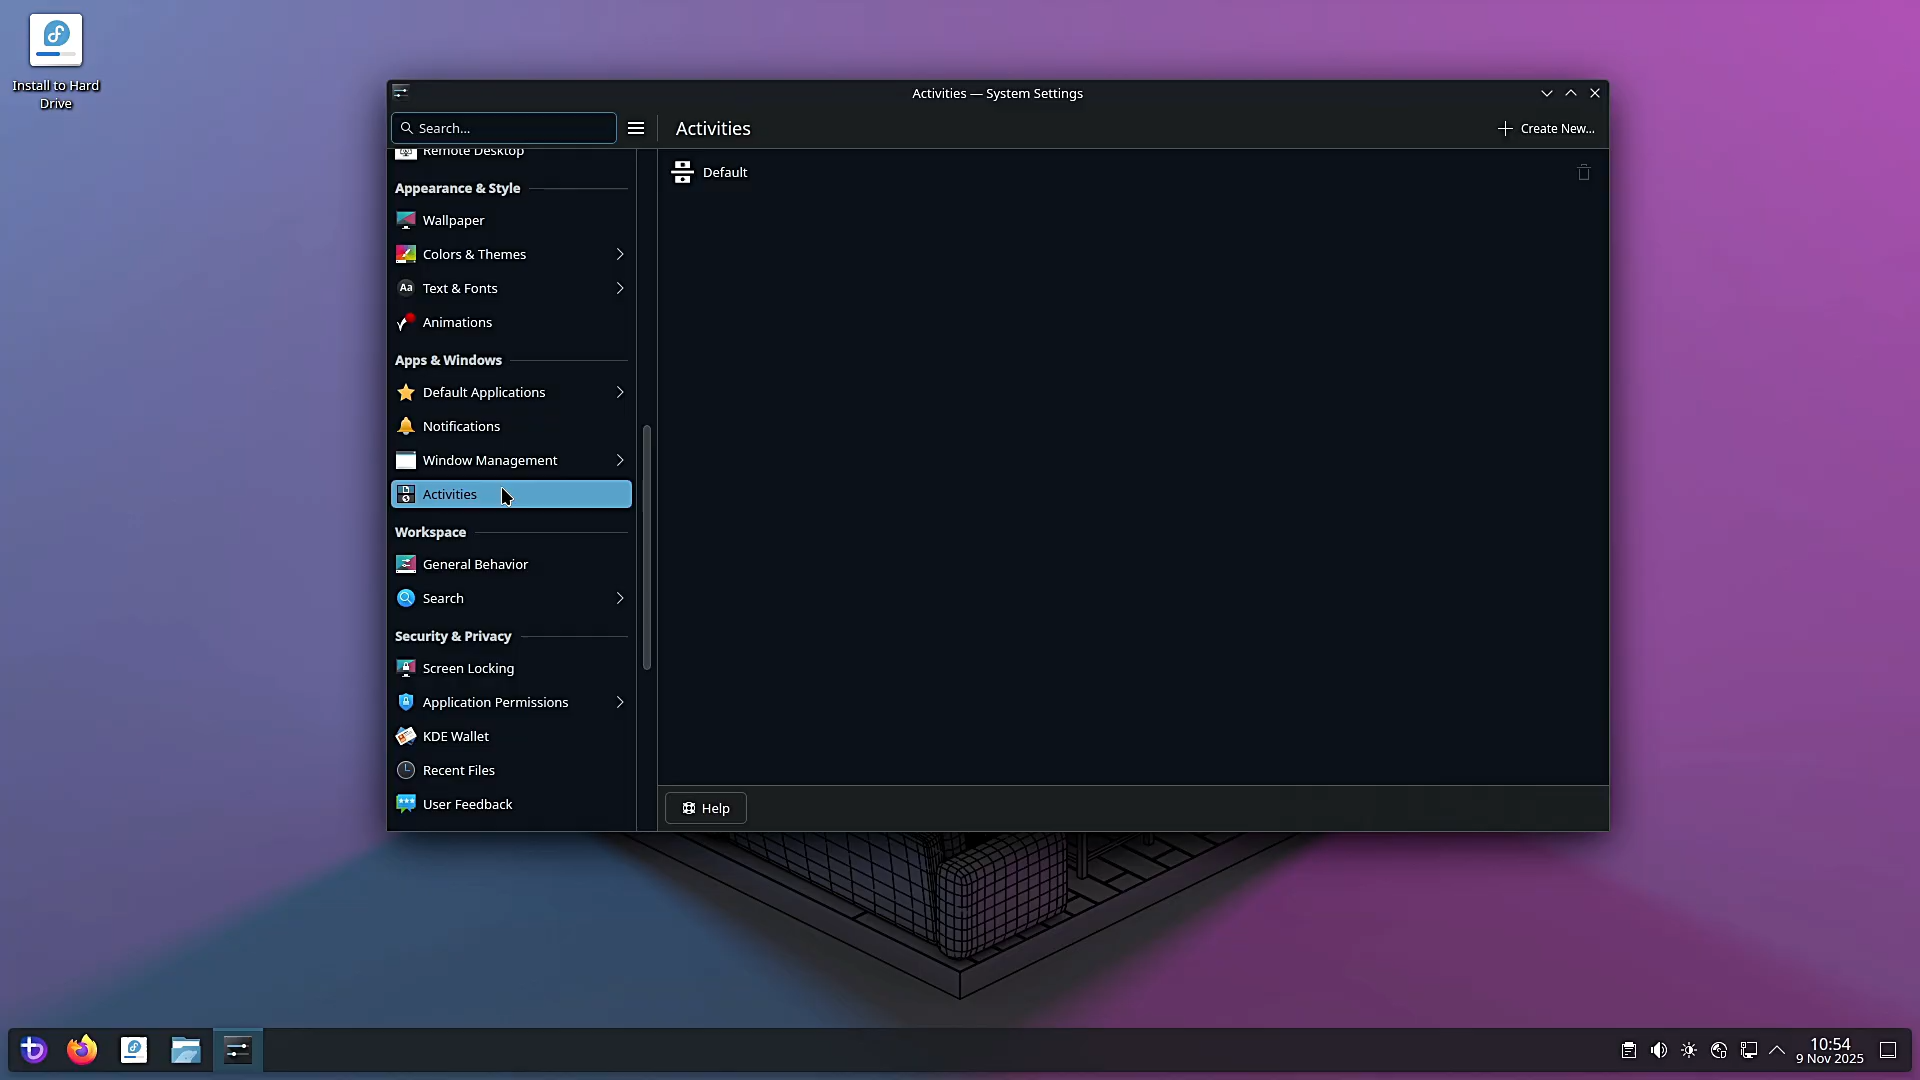 Install to Hard
Drive
Activities — System Settings
Search...
Activities
Create New...
Remote Desktop
Default
Appearance & Style
Wallpaper
Colors & Themes
Aa
Text & Fonts
Animations
Apps & Windows
Default Applications
Notifications
Window Management
Activities
Workspace
General Behavior
Search
Security & Privacy
Screen Locking
Application Permissions
KDE Wallet
Recent Files
User Feedback
Help
10:54
9 Nov 2025